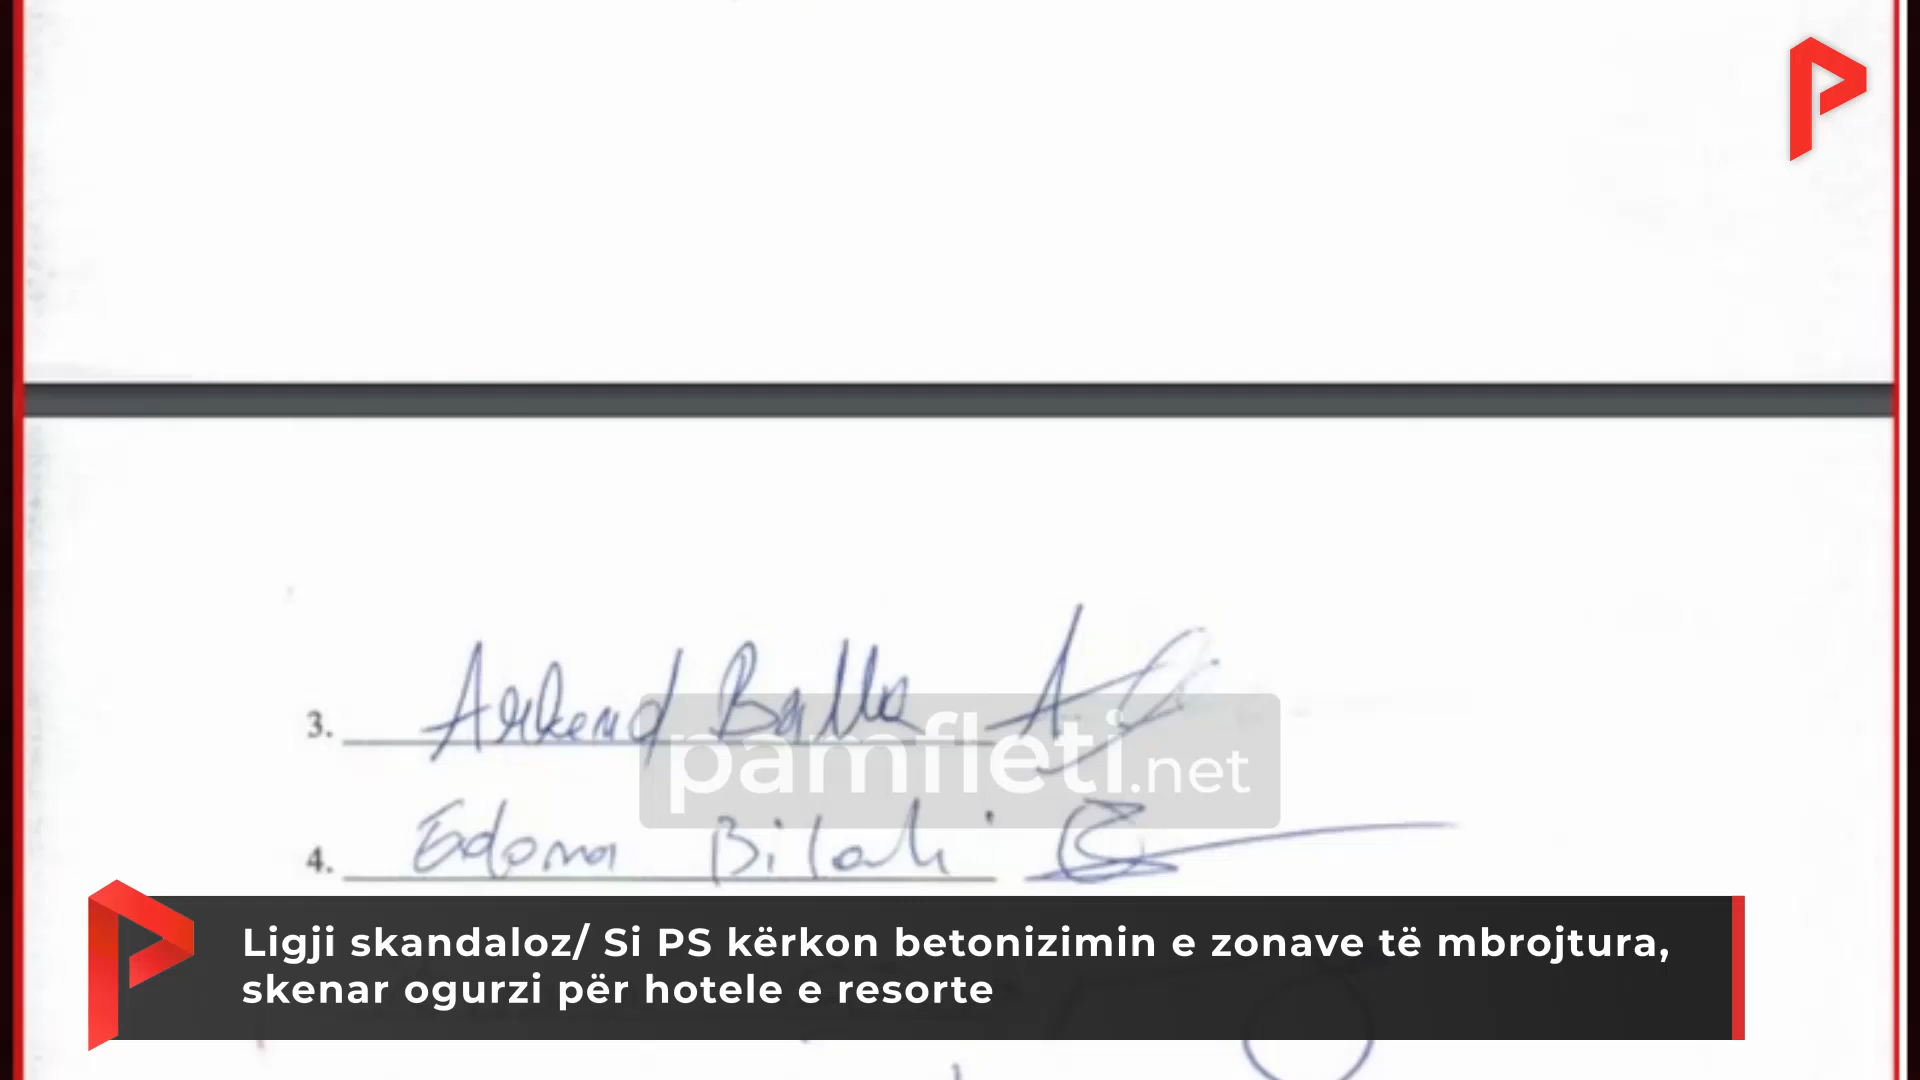 3. Arkend Balla
pamfleti.net
4. Edona Bilali
Ligji skandaloz/ Si PS kërkon betonizimin e zonave të mbrojtura,
skenar ogurzi për hotele e resorte